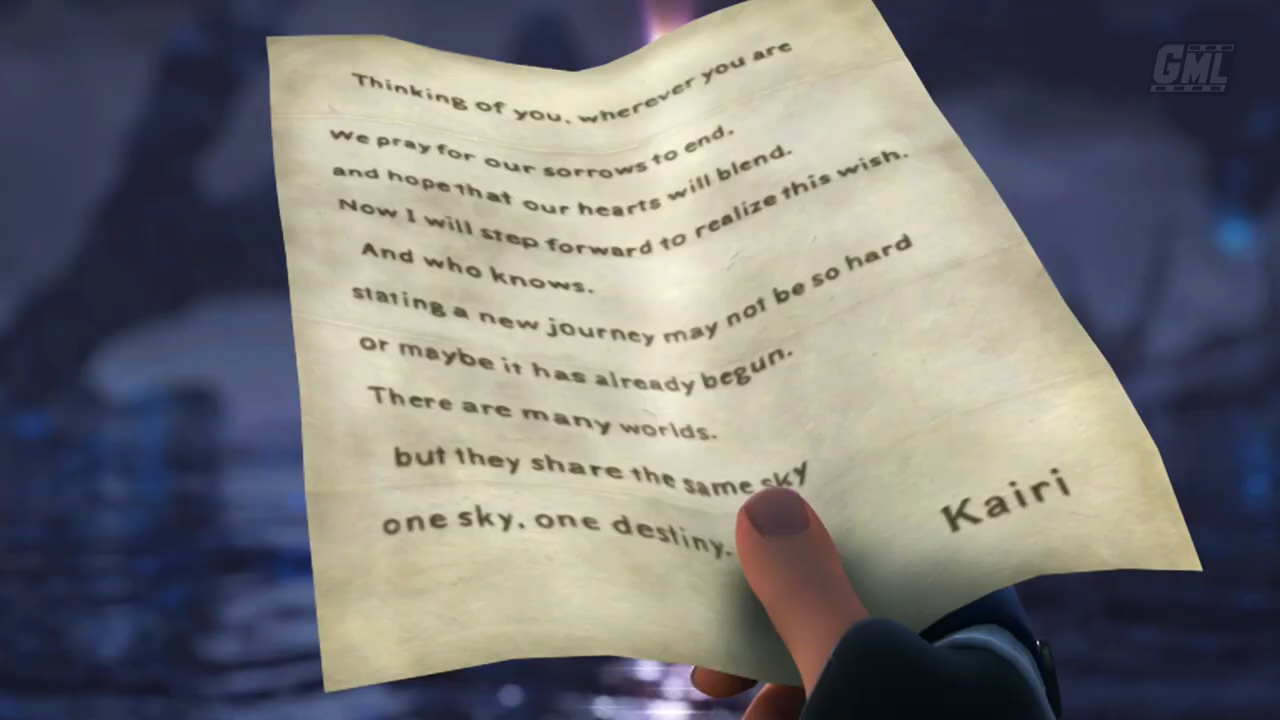 GML
Thinking of you, wherever you are
We pray for our sorrows to end,
and hope that our hearts will blend.
Now I will step forward to realize this wish.
And who knows.
stating a new journey may not be so hard
or maybe it has already begun.
There are many worlds.
but they share the same sky
one sky, one destiny.
Kairi